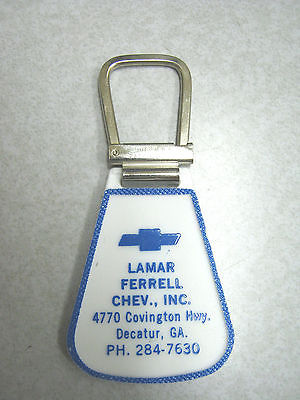 LAMAR
FERRELL
CHEV., INC.
4770 Covington Hwy.
Decatur, GA.
PH. 284-7630